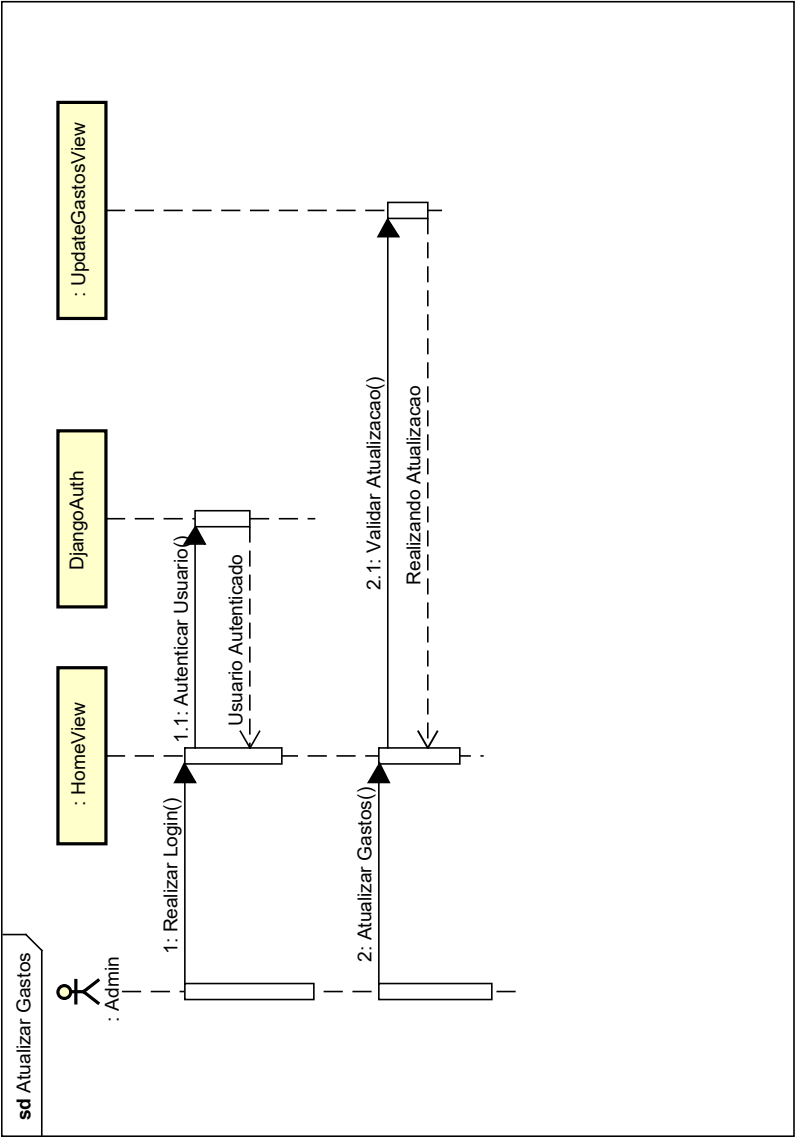 sd Atualizar Gastos
: Admin
: HomeView
DjangoAuth
: UpdateGastosView
1: Realizar Login()
1.1: Autenticar Usuario()
Usuario Autenticado
2: Atualizar Gastos()
2.1: Validar Atualizacao()
Realizando Atualizacao